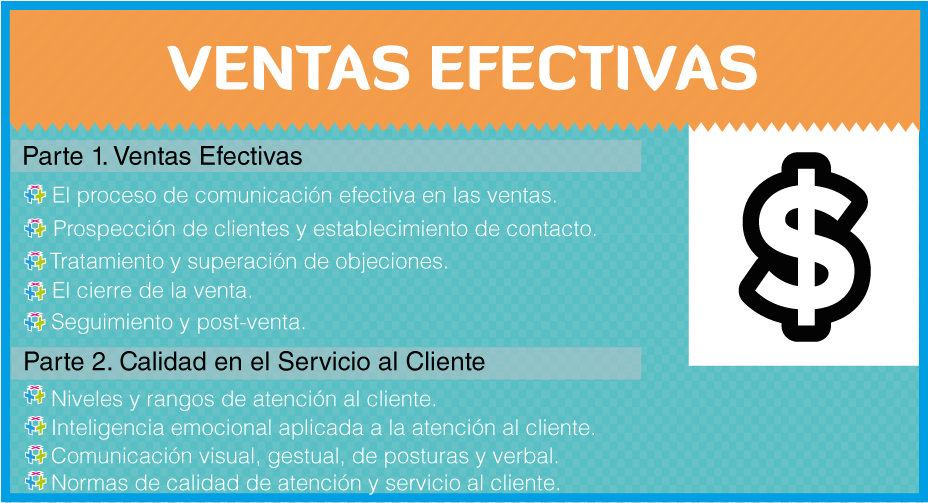 VENTAS EFECTIVAS
Parte 1. Ventas Efectivas
El proceso de comunicación efectiva en las ventas.
Prospección de clientes y establecimiento de contacto.
Tratamiento y superación de objeciones.
El cierre de la venta.
Seguimiento y post-venta.
$
Parte 2. Calidad en el Servicio al Cliente
Niveles y rangos de atención al cliente.
Inteligencia emocional aplicada a la atención al cliente.
Comunicación visual, gestual, de posturas y verbal.
Normas de calidad de atención y servicio al cliente.